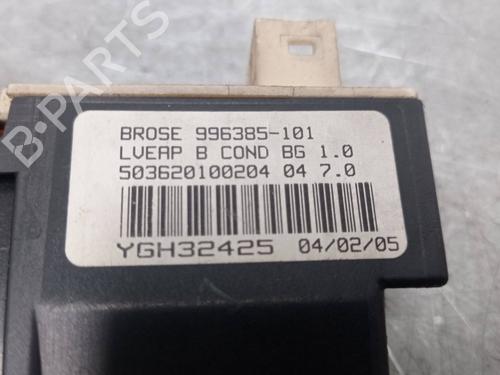 B-PARTS
BROSE 996385-101
LVEAP B COND BG 1.0
503620100204 04 7.0
YGH32425 04/02/05